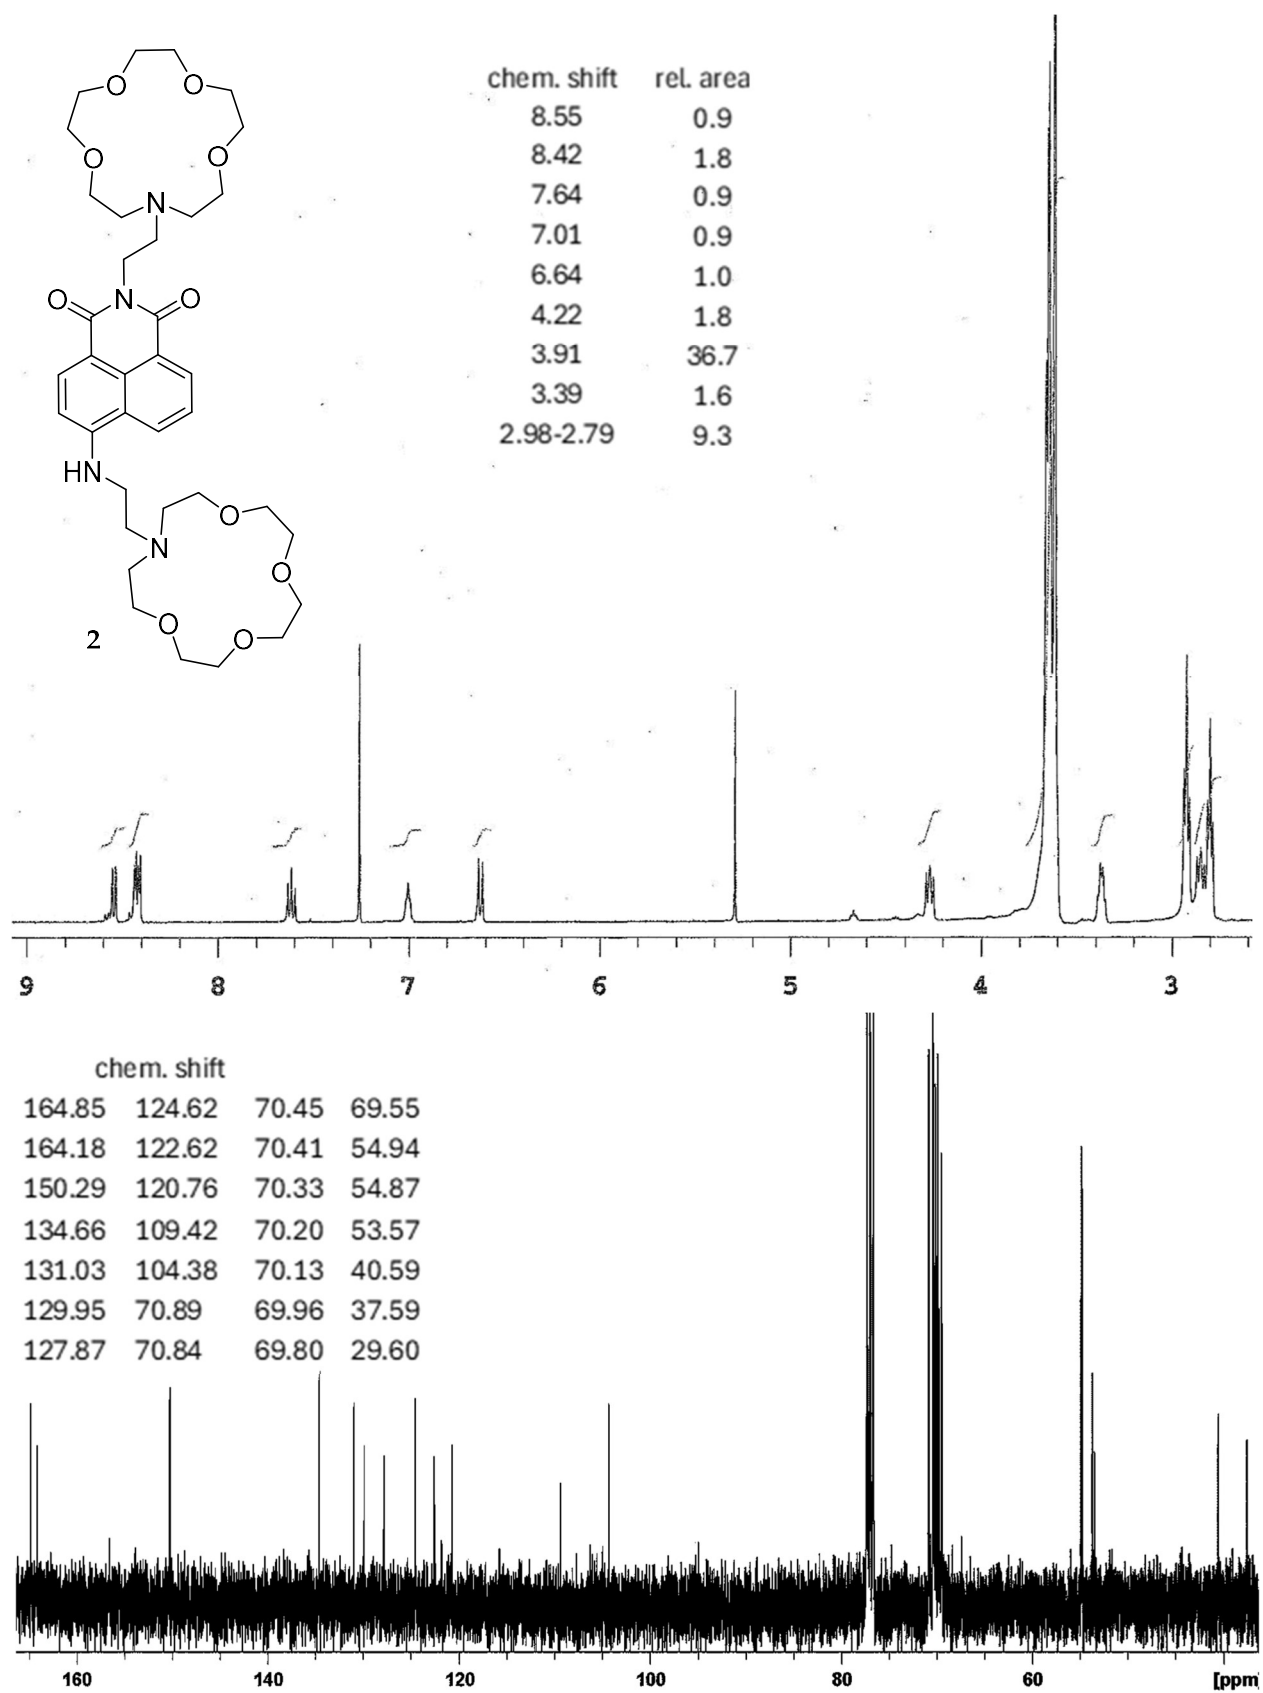 O O
O O
N
chem. shift rel. area
8.55 0.9
8.42 1.8
7.64 0.9
7.01 0.9
6.64 1.0
4.22 1.8
3.91 36.7
3.39 1.6
2.98-2.79 9.3
O N O
HN
O
N
O
O
O
2
9 8 7 6 5 4 3
chem. shift
164.85 124.62 70.45 69.55
164.18 122.62 70.41 54.94
150.29 120.76 70.33 54.87
134.66 109.42 70.20 53.57
131.03 104.38 70.13 40.59
129.95 70.89 69.96 37.59
127.87 70.84 69.80 29.60
160 140 120 100 80 60 [ppm]